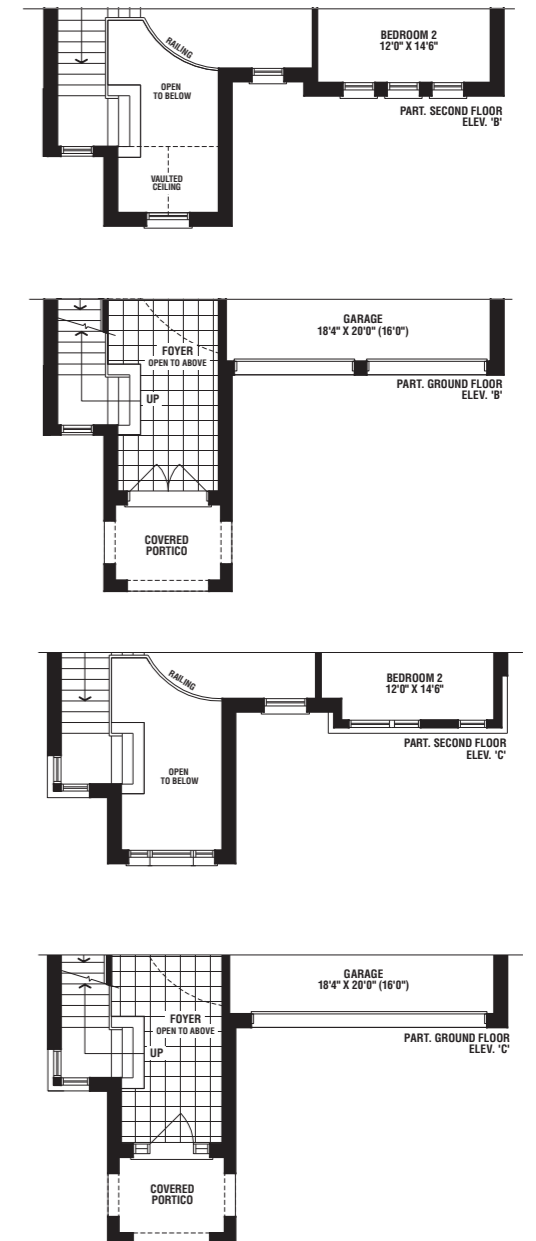 RAILING
BEDROOM 2
12'0" X 14'6"
OPEN
TO BELOW
PART. SECOND FLOOR
ELEV. 'B'
VAULTED
CEILING
GARAGE
18'4" X 20'0" (16'0")
FOYER
OPEN TO ABOVE
PART. GROUND FLOOR
ELEV. 'B'
UP
COVERED
PORTICO
RAILING
BEDROOM 2
12'0" X 14'6"
PART. SECOND FLOOR
ELEV. 'C'
OPEN
TO BELOW
GARAGE
18'4" X 20'0" (16'0")
FOYER
OPEN TO ABOVE
PART. GROUND FLOOR
ELEV. 'C'
UP
COVERED
PORTICO